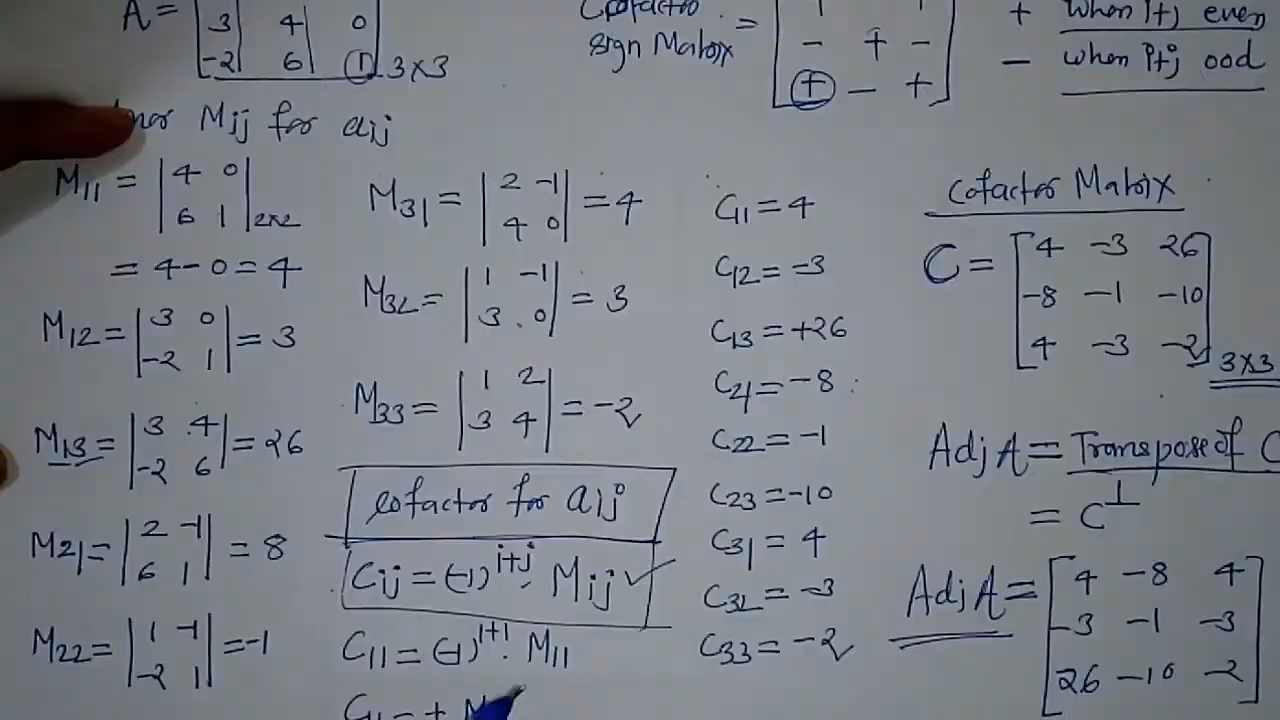 A = | 3 4 0
-2 6 1 ] 3×3
Cofactor
sign Matrix = [
- + -
+ - + ]
+ when i+j even
- when i+j ood
Mij for aij
M11 = | 4 0
6 1 | 2×2
= 4-0 = 4
M12 = | 3 0
-2 1 | = 3
M13 = | 3 4
-2 6 | = 26
M21 = | 2 -1
6 1 | = 8
M22 = | 1 -1
-2 1 | = -1
M31 = | 2 -1
4 0 | = 4
M32 = | 1 -1
3 0 | = 3
M33 = | 1 2
3 4 | = -2
cofactor for aij
Cij = (-1)^i+j . Mij ✓
C11 = (-1)^1+1 . M11
C11 = + M
C11 = 4
C12 = -3
C13 = +26
C21 = -8
C22 = -1
C23 = -10
C31 = 4
C32 = -3
C33 = -2
Cofactor Matrix
C = [ 4 -3 26
-8 -1 -10
4 -3 -2 ] 3×3
Adj A = Transpose of C
= C^⊥
Adj A = [ 4 -8 4
-3 -1 -3
26 -10 -2 ]